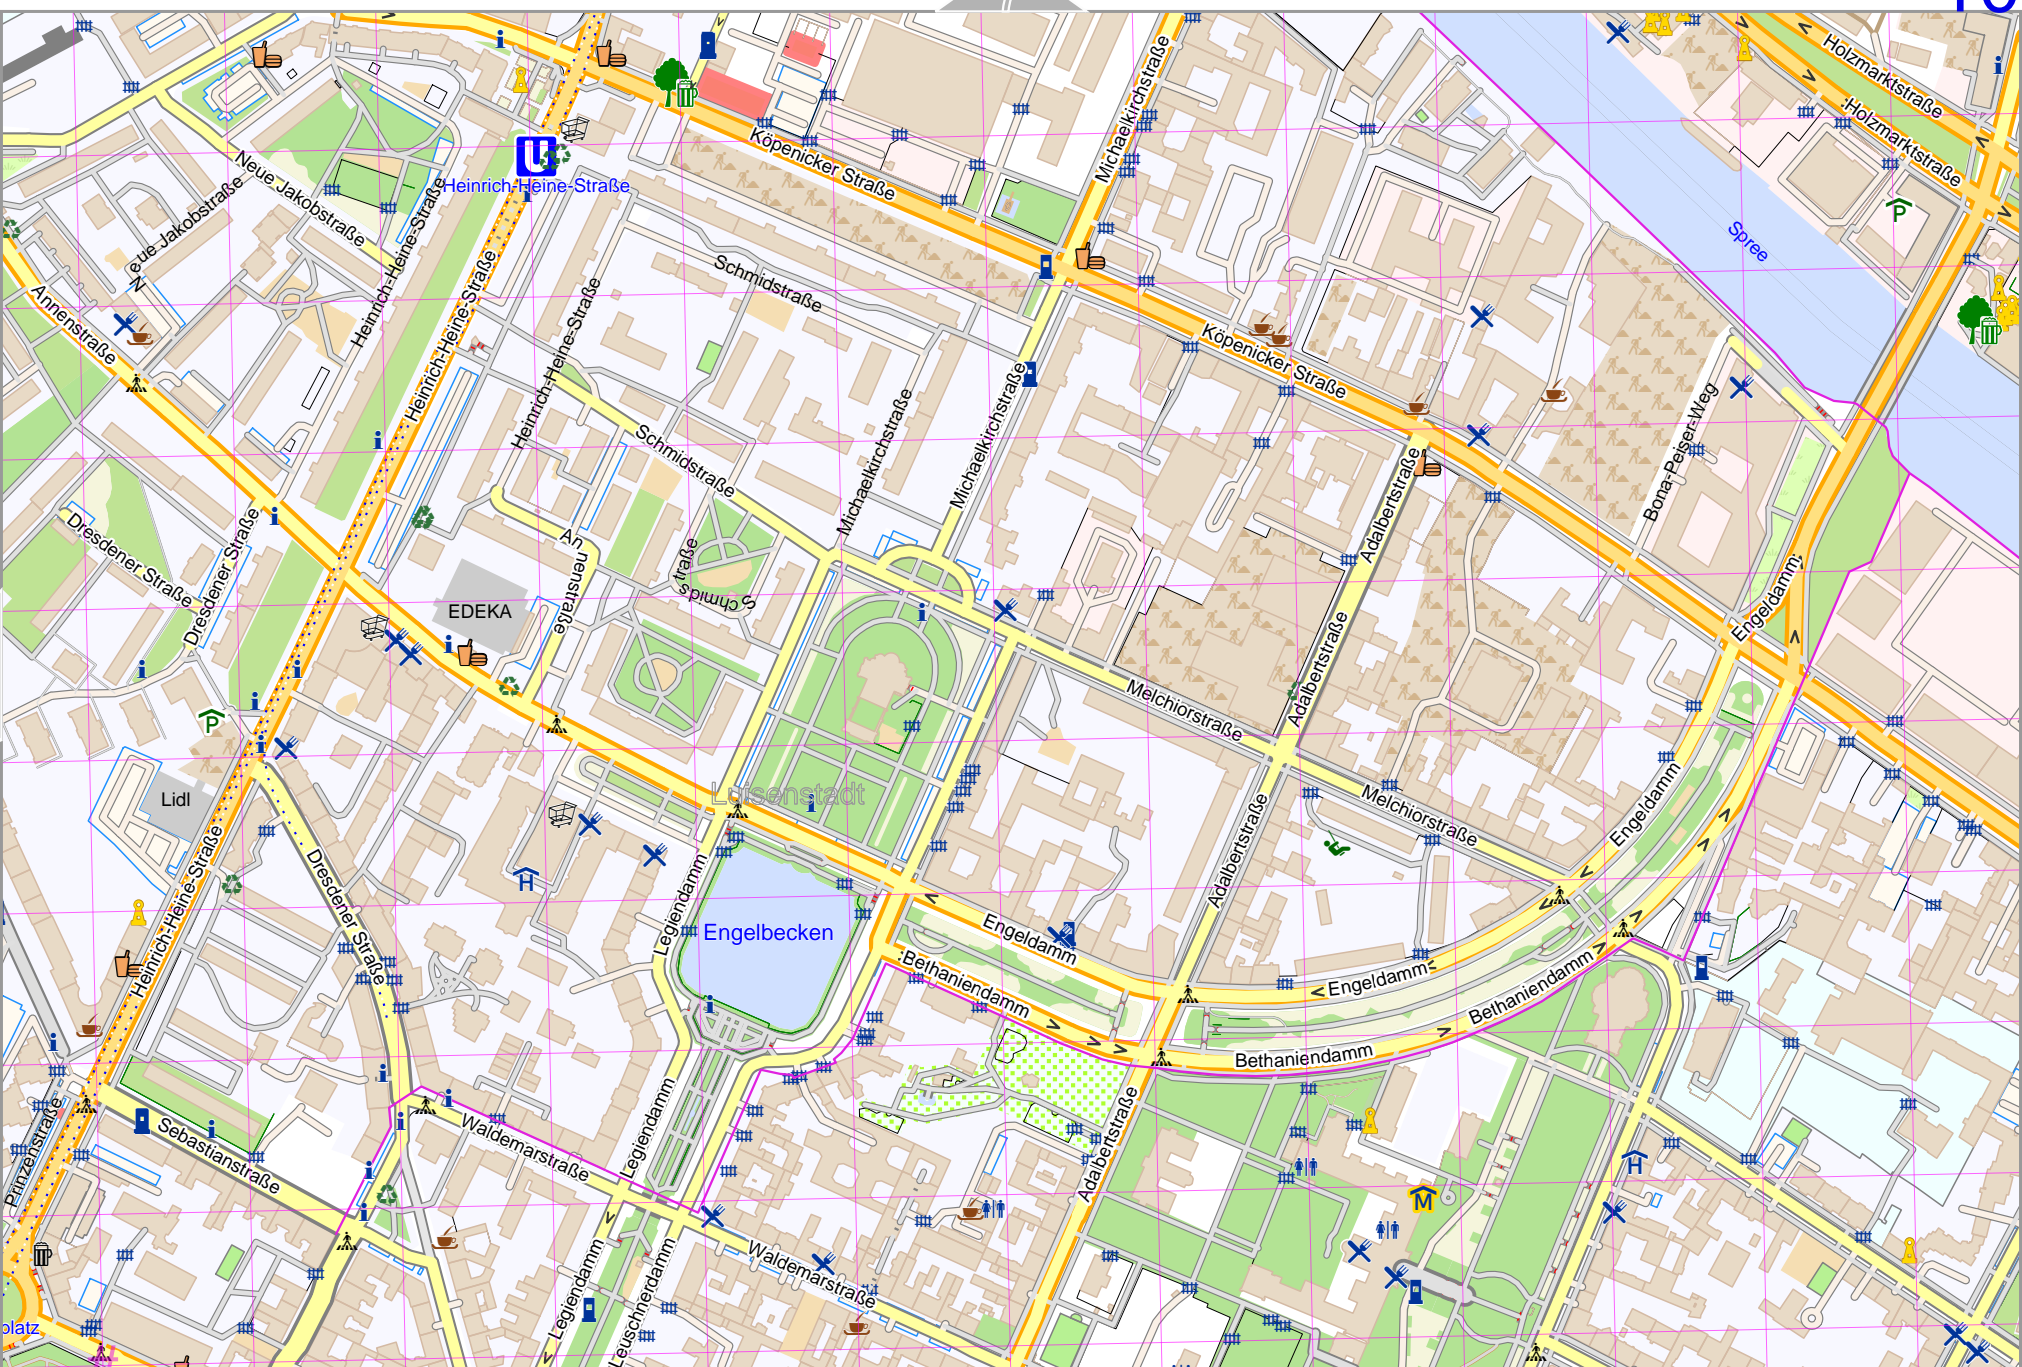 Holzmarktstraße
:Holzmarktstraße
Michaelkirchstraße
Michaelkirchstraße
Köpenicker Straße
Neue Jakobstraße
Neue Jakobstraße
Heinrich-Heine-Straße
Heinrich-Heine-Straße
Heinrich-Heine-Straße
Heinrich-Heine-Straße
Spree
Schmidstraße
Annenstraße
Köpenicker Straße
Schmidstraße
Michaelkirchstraße
Michaelkirchstraße
Bona-Peiser-Weg
Adalbertstraße
Dresdener Straße
Dresdener Straße
Annenstraße
Schmidstraße
EDEKA
Engeldamm
Adalbertstraße
Melchiorstraße
Luisenstadt
Lidl
Heinrich-Heine-Straße
Dresdener Straße
Legiendamm
Engelbecken
Adalbertstraße
Melchiorstraße
Engeldamm
Engeldamm
Engeldamm
:Bethaniendamm
Bethaniendamm
Bethaniendamm
Prinzenstraße
Sebastianstraße
Waldemarstraße
Legiendamm
Adalbertstraße
Legiendamm
Leuschnerdamm
Waldemarstraße
platz